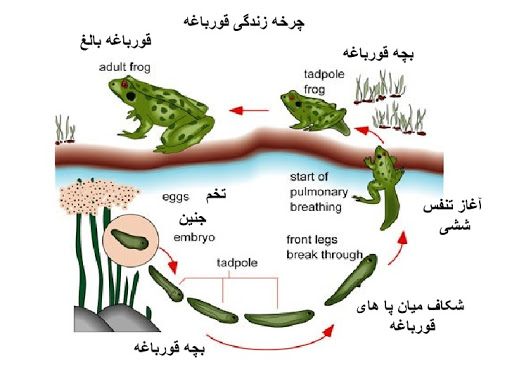 چرخه زندگی قورباغه
قورباغه بالغ
adult frog
بچه قورباغه
tadpole
frog
eggs تخم
جنین
embryo
start of
pulmonary
breathing
آغاز تنفس
ششی
front legs
break through
tadpole
شکاف میان پا های
قورباغه
بچه قورباغه